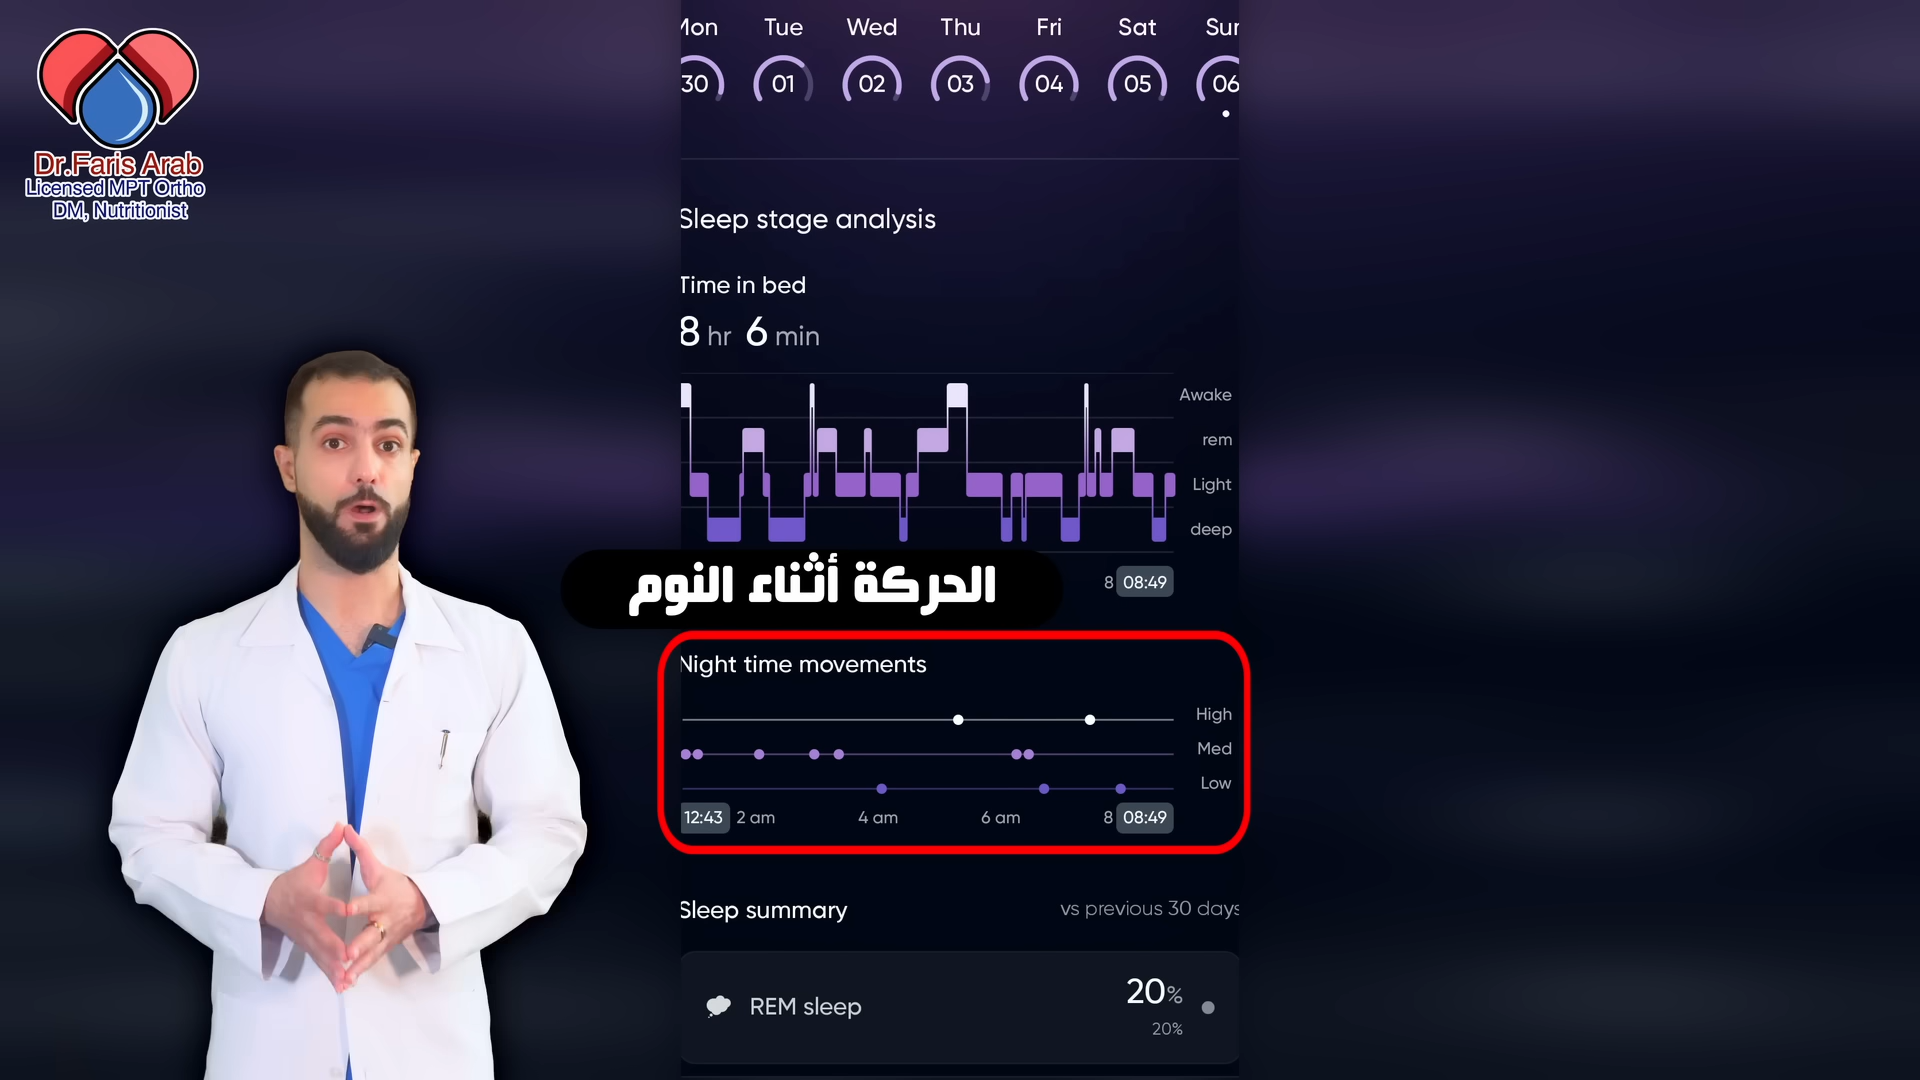 Dr.Faris Arab
Licensed MPT Ortho
DM, Nutritionist
Mon Tue Wed Thu Fri Sat Sun
30 01 02 03 04 05 06
Sleep stage analysis
Time in bed
8 hr 6 min
Awake
rem
Light
deep
8 08:49
الحركة أثناء النوم
Night time movements
High
Med
Low
12:43 2 am 4 am 6 am 8 08:49
Sleep summary vs previous 30 days
REM sleep 20%
20%